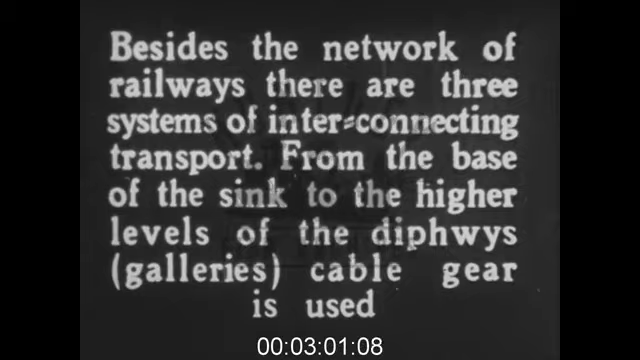 Besides the network of
railways there are three
systems of inter-connecting
transport. From the base
of the sink to the higher
levels of the diphwys
(galleries) cable gear
is used
00:03:01:08